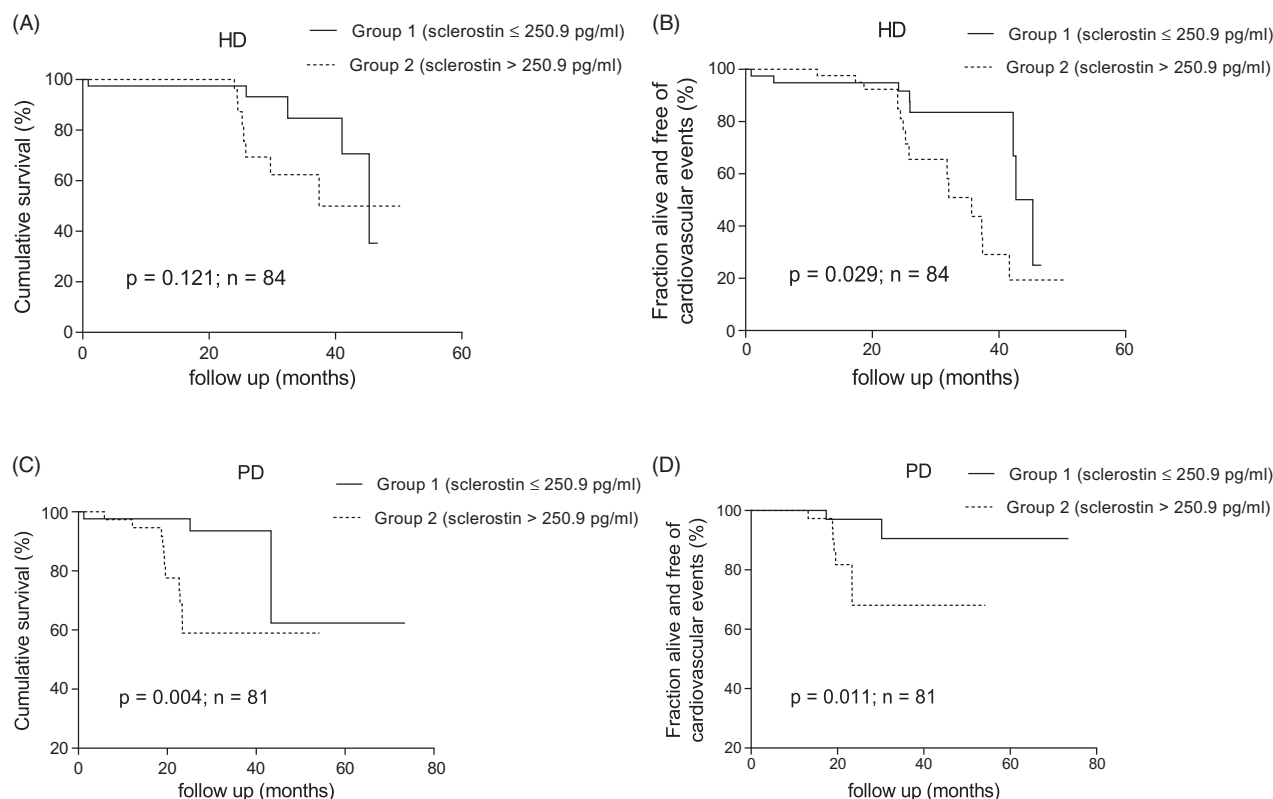 (A)
HD
Group 1 (sclerostin ≤ 250.9 pg/ml)
Group 2 (sclerostin > 250.9 pg/ml)
Cumulative survival (%)
100
80
60
40
20
0
p = 0.121; n = 84
0 20 40 60
follow up (months)
(B)
HD
Group 1 (sclerostin ≤ 250.9 pg/ml)
Group 2 (sclerostin > 250.9 pg/ml)
Fraction alive and free of
cardiovascular events (%)
100
80
60
40
20
0
p = 0.029; n = 84
0 20 40 60
follow up (months)
(C)
PD
Group 1 (sclerostin ≤ 250.9 pg/ml)
Group 2 (sclerostin > 250.9 pg/ml)
Cumulative survival (%)
100
80
60
40
20
p = 0.004; n = 81
0 20 40 60 80
follow up (months)
(D)
PD
Group 1 (sclerostin ≤ 250.9 pg/ml)
Group 2 (sclerostin > 250.9 pg/ml)
Fraction alive and free of
cardiovascular events (%)
100
80
60
40
20
p = 0.011; n = 81
0 20 40 60 80
follow up (months)